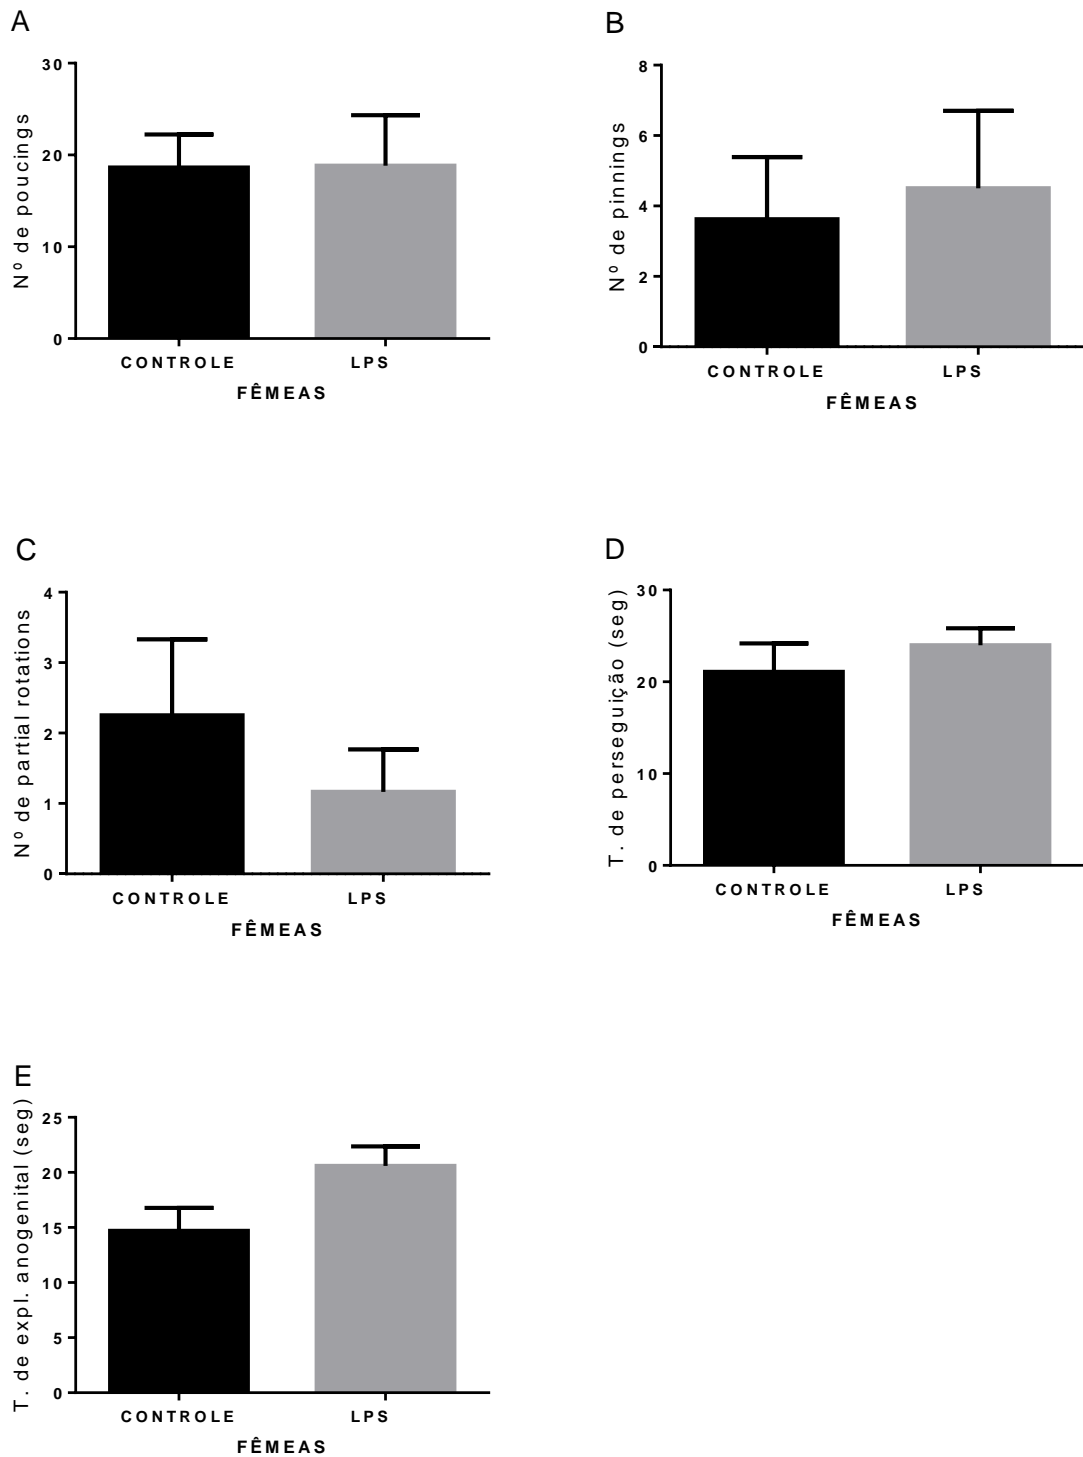 A
Nº de poucings
30
20
10
0
CONTROLE LPS
FÊMEAS
B
Nº de pinnings
8
6
4
2
0
CONTROLE LPS
FÊMEAS
C
Nº de partial rotations
4
3
2
1
0
CONTROLE LPS
FÊMEAS
D
T. de perseguição (seg)
30
20
10
0
CONTROLE LPS
FÊMEAS
E
T. de expl. anogenital (seg)
25
20
15
10
5
0
CONTROLE LPS
FÊMEAS